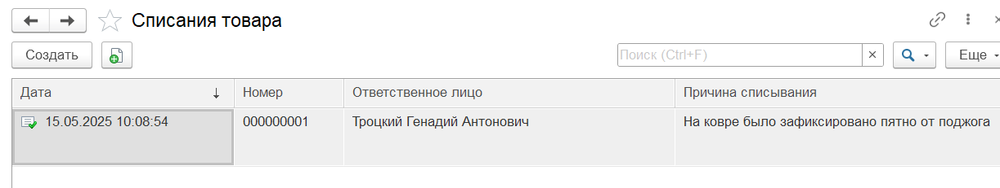 Списания товара
Создать
Поиск (Ctrl+F)
Еще
Дата Номер Ответственное лицо Причина списывания
15.05.2025 10:08:54 000000001 Троцкий Генадий Антонович На ковре было зафиксировано пятно от поджога